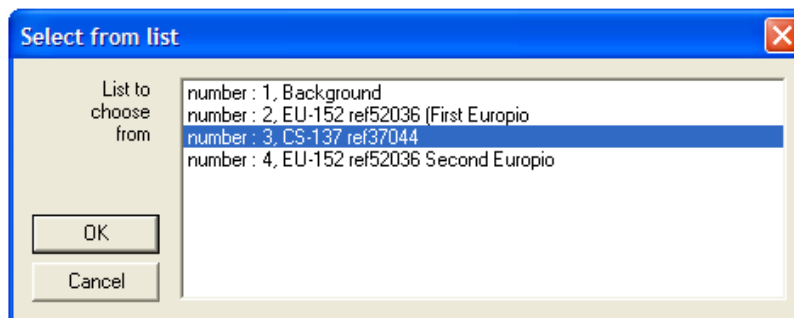 Select from list
List to
choose
from
number : 1, Background
number : 2, EU-152 ref52036 (First Europio
number : 3, CS-137 ref37044
number : 4, EU-152 ref52036 Second Europio
OK
Cancel